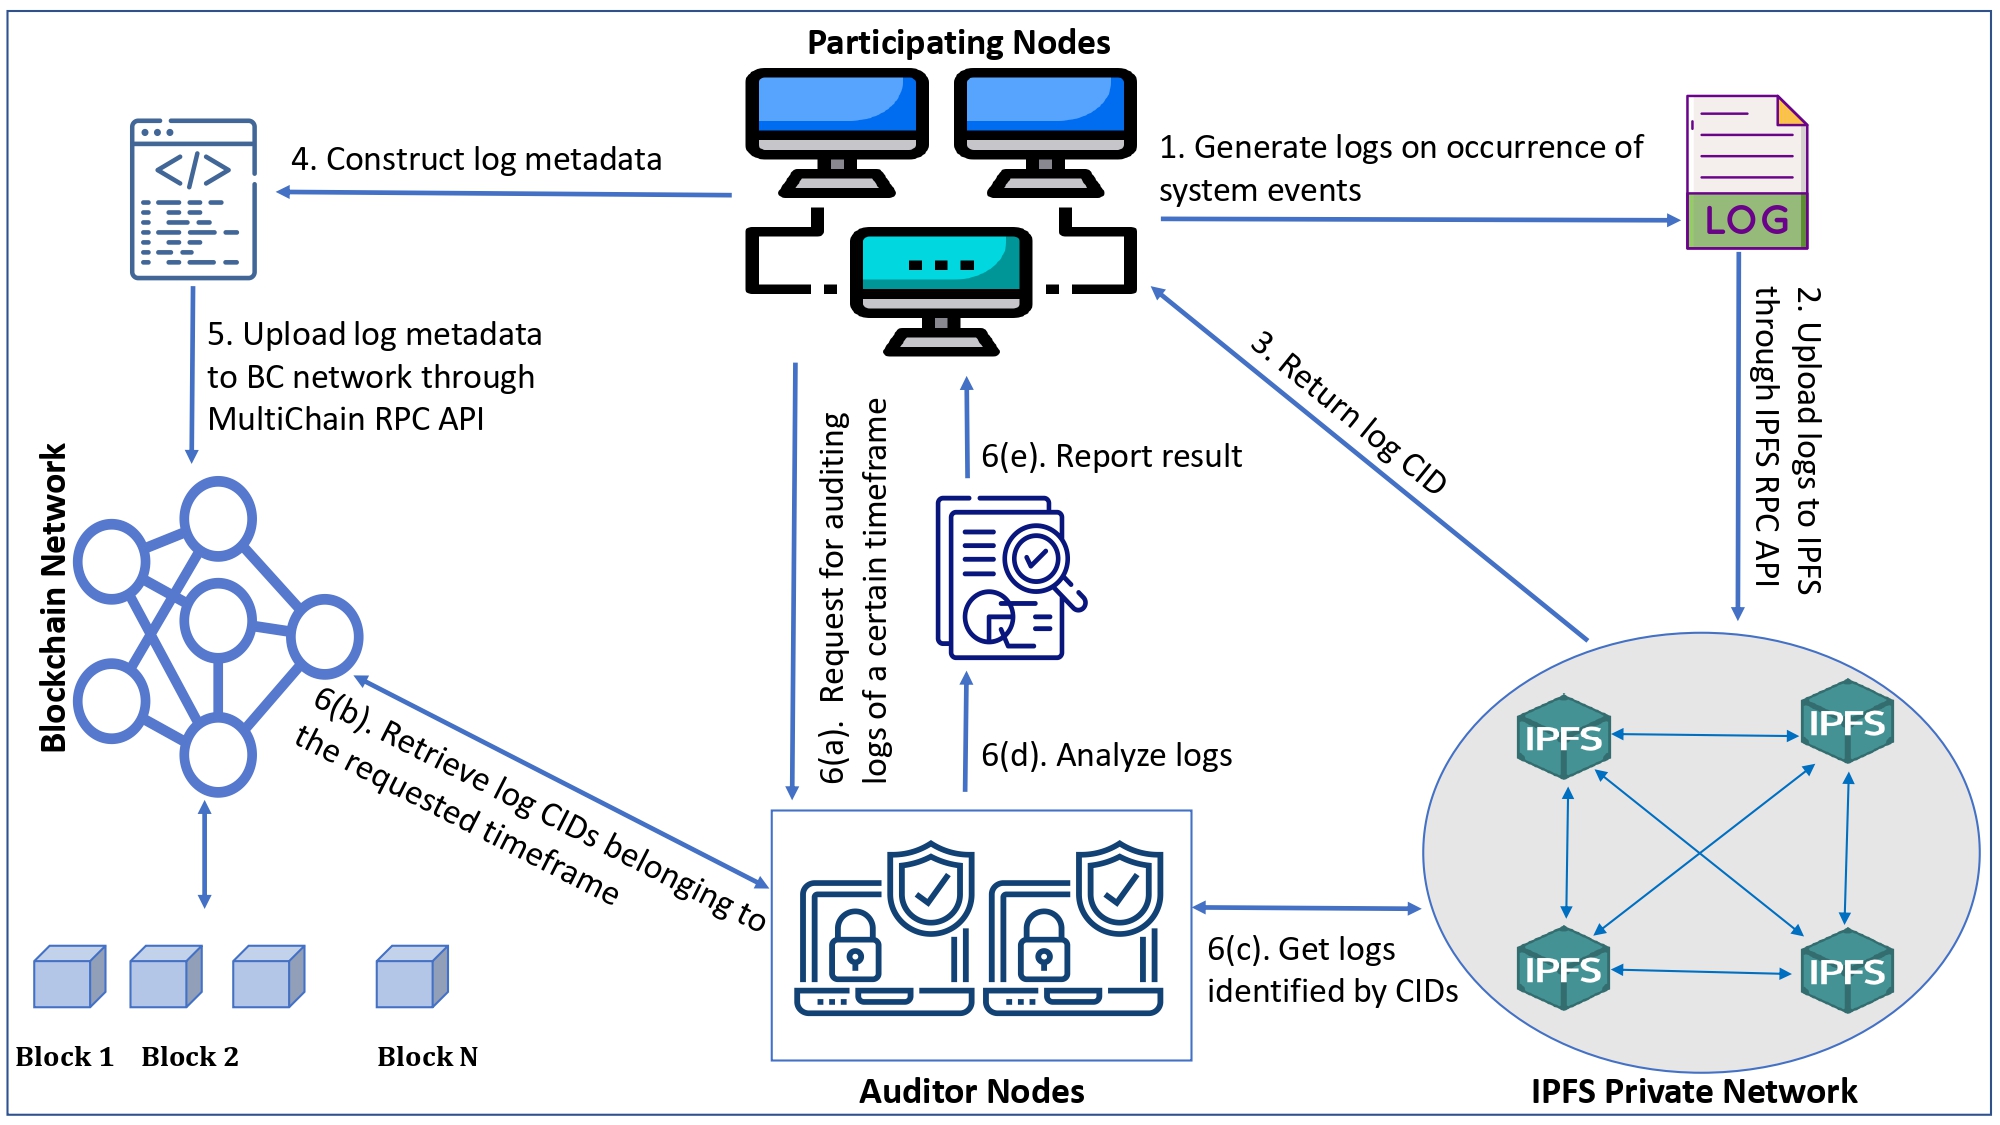 Participating Nodes
4. Construct log metadata
1. Generate logs on occurrence of
system events
LOG
2. Upload logs to IPFS
through IPFS RPC API
3. Return log CID
5. Upload log metadata
to BC network through
MultiChain RPC API
Blockchain Network
6(a). Request for auditing
logs of a certain timeframe
6(e). Report result
6(b). Retrieve log CIDs belonging to
the requested timeframe
6(d). Analyze logs
6(c). Get logs
identified by CIDs
IPFS
IPFS
IPFS
IPFS
Block 1
Block 2
Block N
Auditor Nodes
IPFS Private Network